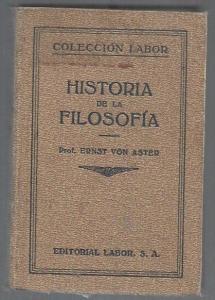 COLECCIÓN LABOR
HISTORIA
DE LA
FILOSOFÍA
Prof. ERNST VON ASTER
EDITORIAL LABOR, S. A.